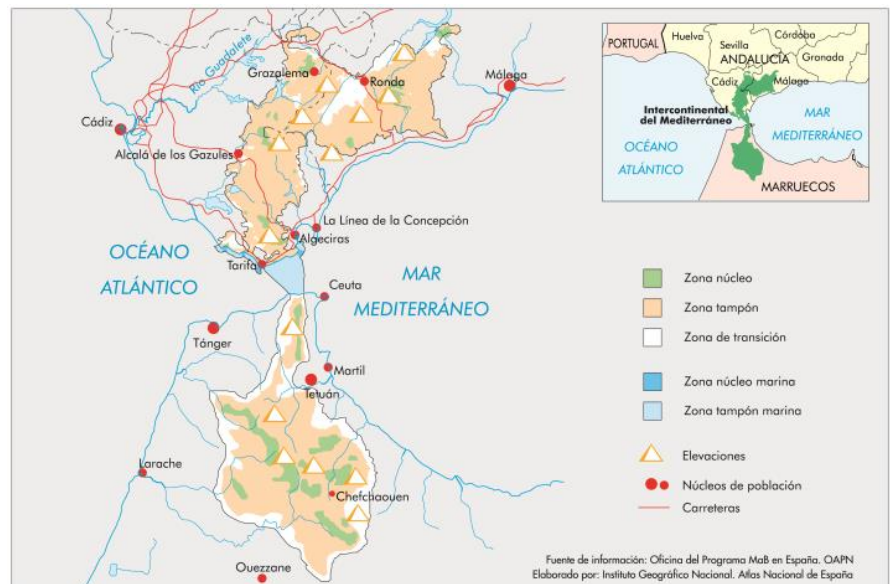 Río Guadalete
Grazalema
Ronda
Málaga
Cádiz
Alcalá de los Gazules
La Línea de la Concepción
Algeciras
OCÉANO
ATLÁNTICO
Tarifa
MAR
MEDITERRÁNEO
Ceuta
Tánger
Martil
Tetuán
Larache
Chefchaouen
Ouezzane
PORTUGAL
Huelva
Sevilla
Córdoba
ANDALUCÍA
Granada
Cádiz
Málaga
Intercontinental
del Mediterráneo
MAR
MEDITERRÁNEO
OCÉANO
ATLÁNTICO
MARRUECOS
Zona núcleo
Zona tampón
Zona de transición
Zona núcleo marina
Zona tampón marina
Elevaciones
Núcleos de población
Carreteras
Fuente de información: Oficina del Programa MaB en España. OAPN
Elaborado por: Instituto Geográfico Nacional. Atlas Nacional de España